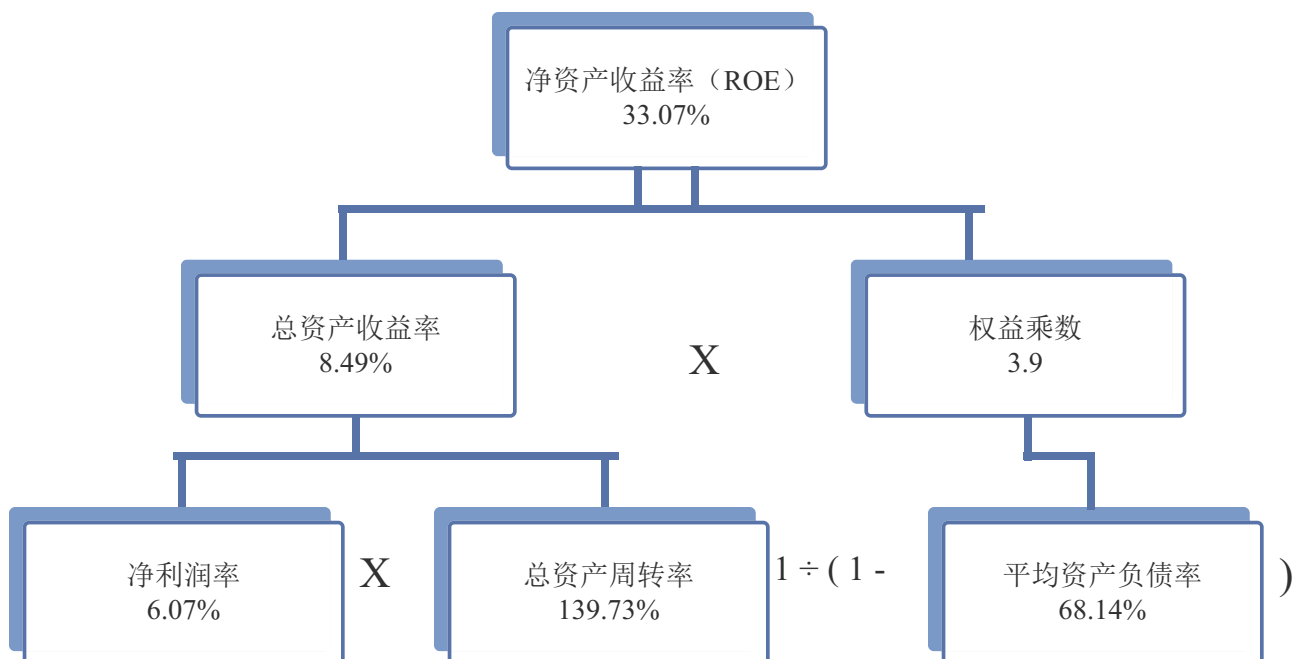 净资产收益率（ROE）
33.07%
总资产收益率
8.49%
X
权益乘数
3.9
净利润率
6.07%
X
总资产周转率
139.73%
1 ÷ ( 1 -
平均资产负债率
68.14%
)